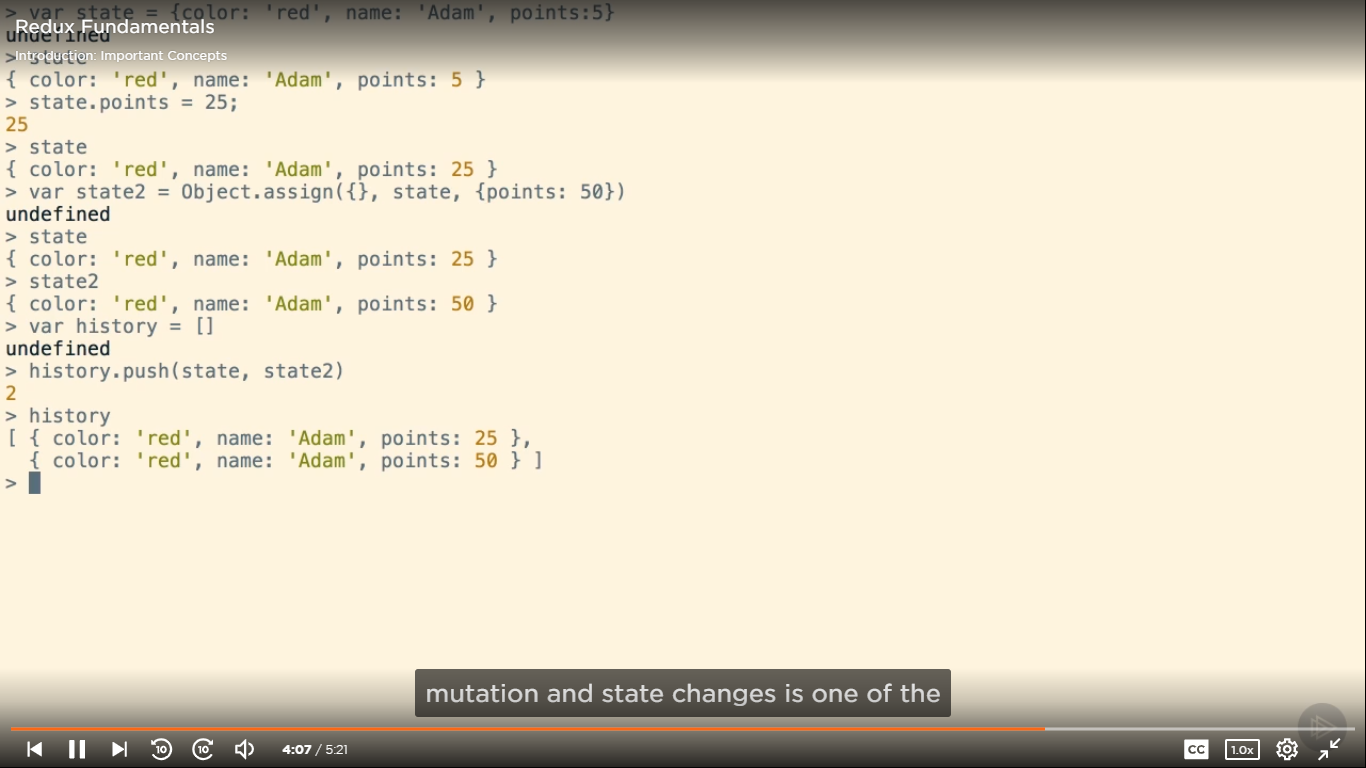 > var state = {color: 'red', name: 'Adam', points:5}
Redux Fundamentals
undefined
Introduction: Important Concepts
> state
{ color: 'red', name: 'Adam', points: 5 }
> state.points = 25;
25
> state
{ color: 'red', name: 'Adam', points: 25 }
> var state2 = Object.assign({}, state, {points: 50})
undefined
> state
{ color: 'red', name: 'Adam', points: 25 }
> state2
{ color: 'red', name: 'Adam', points: 50 }
> var history = []
undefined
> history.push(state, state2)
2
> history
[ { color: 'red', name: 'Adam', points: 25 },
{ color: 'red', name: 'Adam', points: 50 } ]
>
mutation and state changes is one of the
10 10 4:07 / 5:21 CC 1.0x